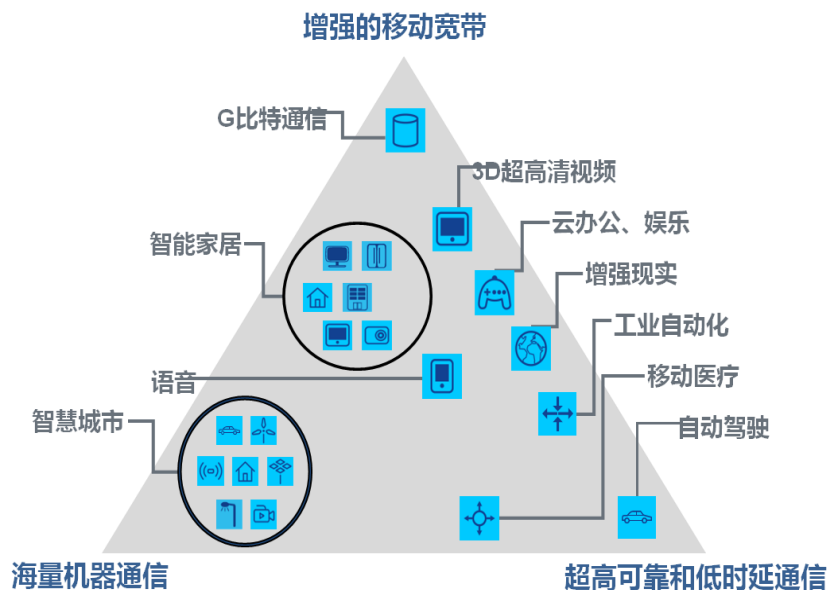 增强的移动宽带
G比特通信
3D超高清视频
云办公、娱乐
智能家居
增强现实
工业自动化
移动医疗
语音
智慧城市
自动驾驶
海量机器通信
超高可靠和低时延通信